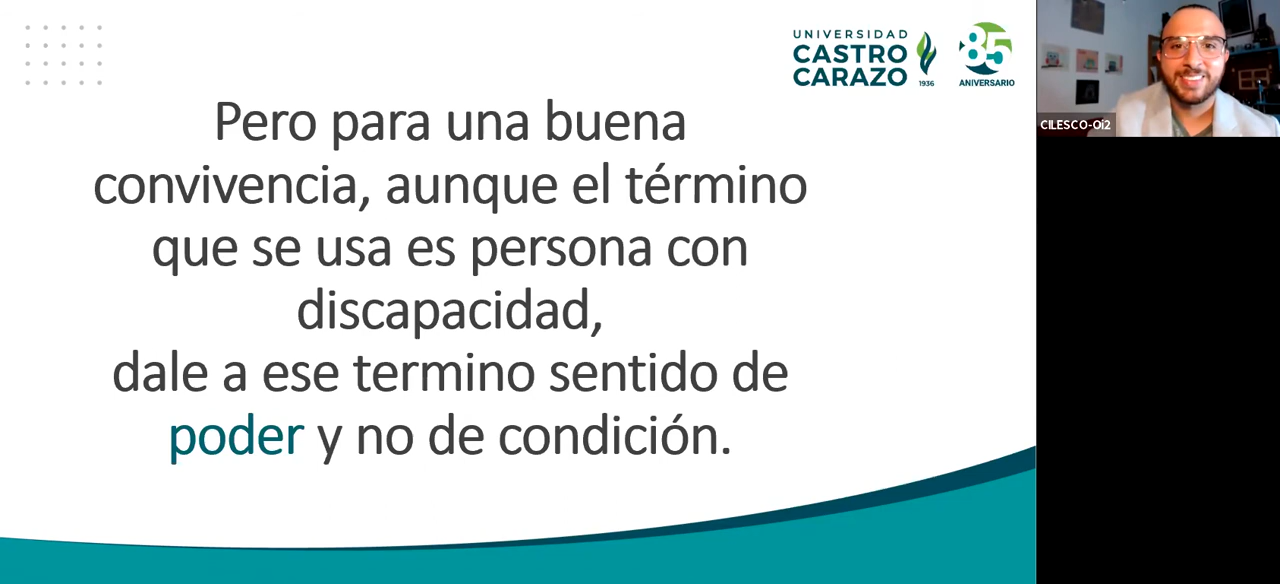 UNIVERSIDAD
CASTRO
CARAZO
1936
85
ANIVERSARIO
CILESCO-Oí2
Pero para una buena
convivencia, aunque el término
que se usa es persona con
discapacidad,
dale a ese termino sentido de
poder y no de condición.